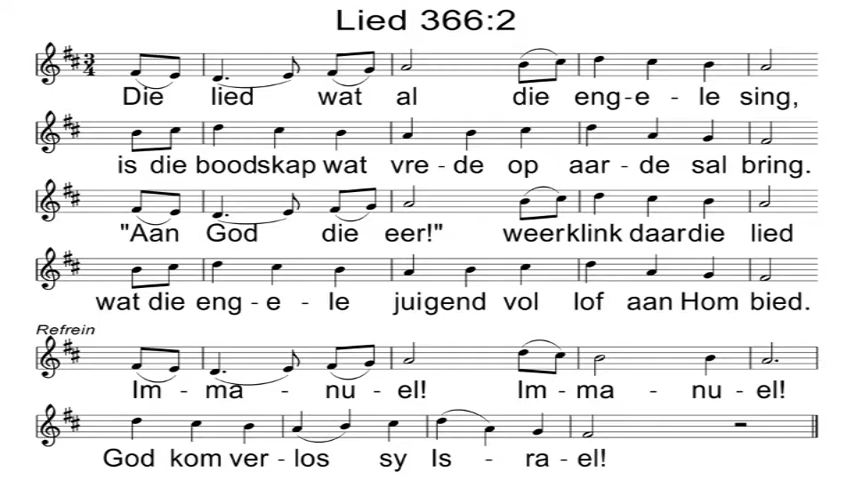 Lied 366:2
3
4
Die lied wat al die eng-e - le sing,
is die boodskap wat vre - de op aar - de sal bring.
"Aan God die eer!" weerklink daardie lied
wat die eng - e - le juigend vol lof aan Hom bied.
Refrein
Im - ma - nu - el! Im - ma - nu - el!
God kom ver - los sy Is - ra - el!